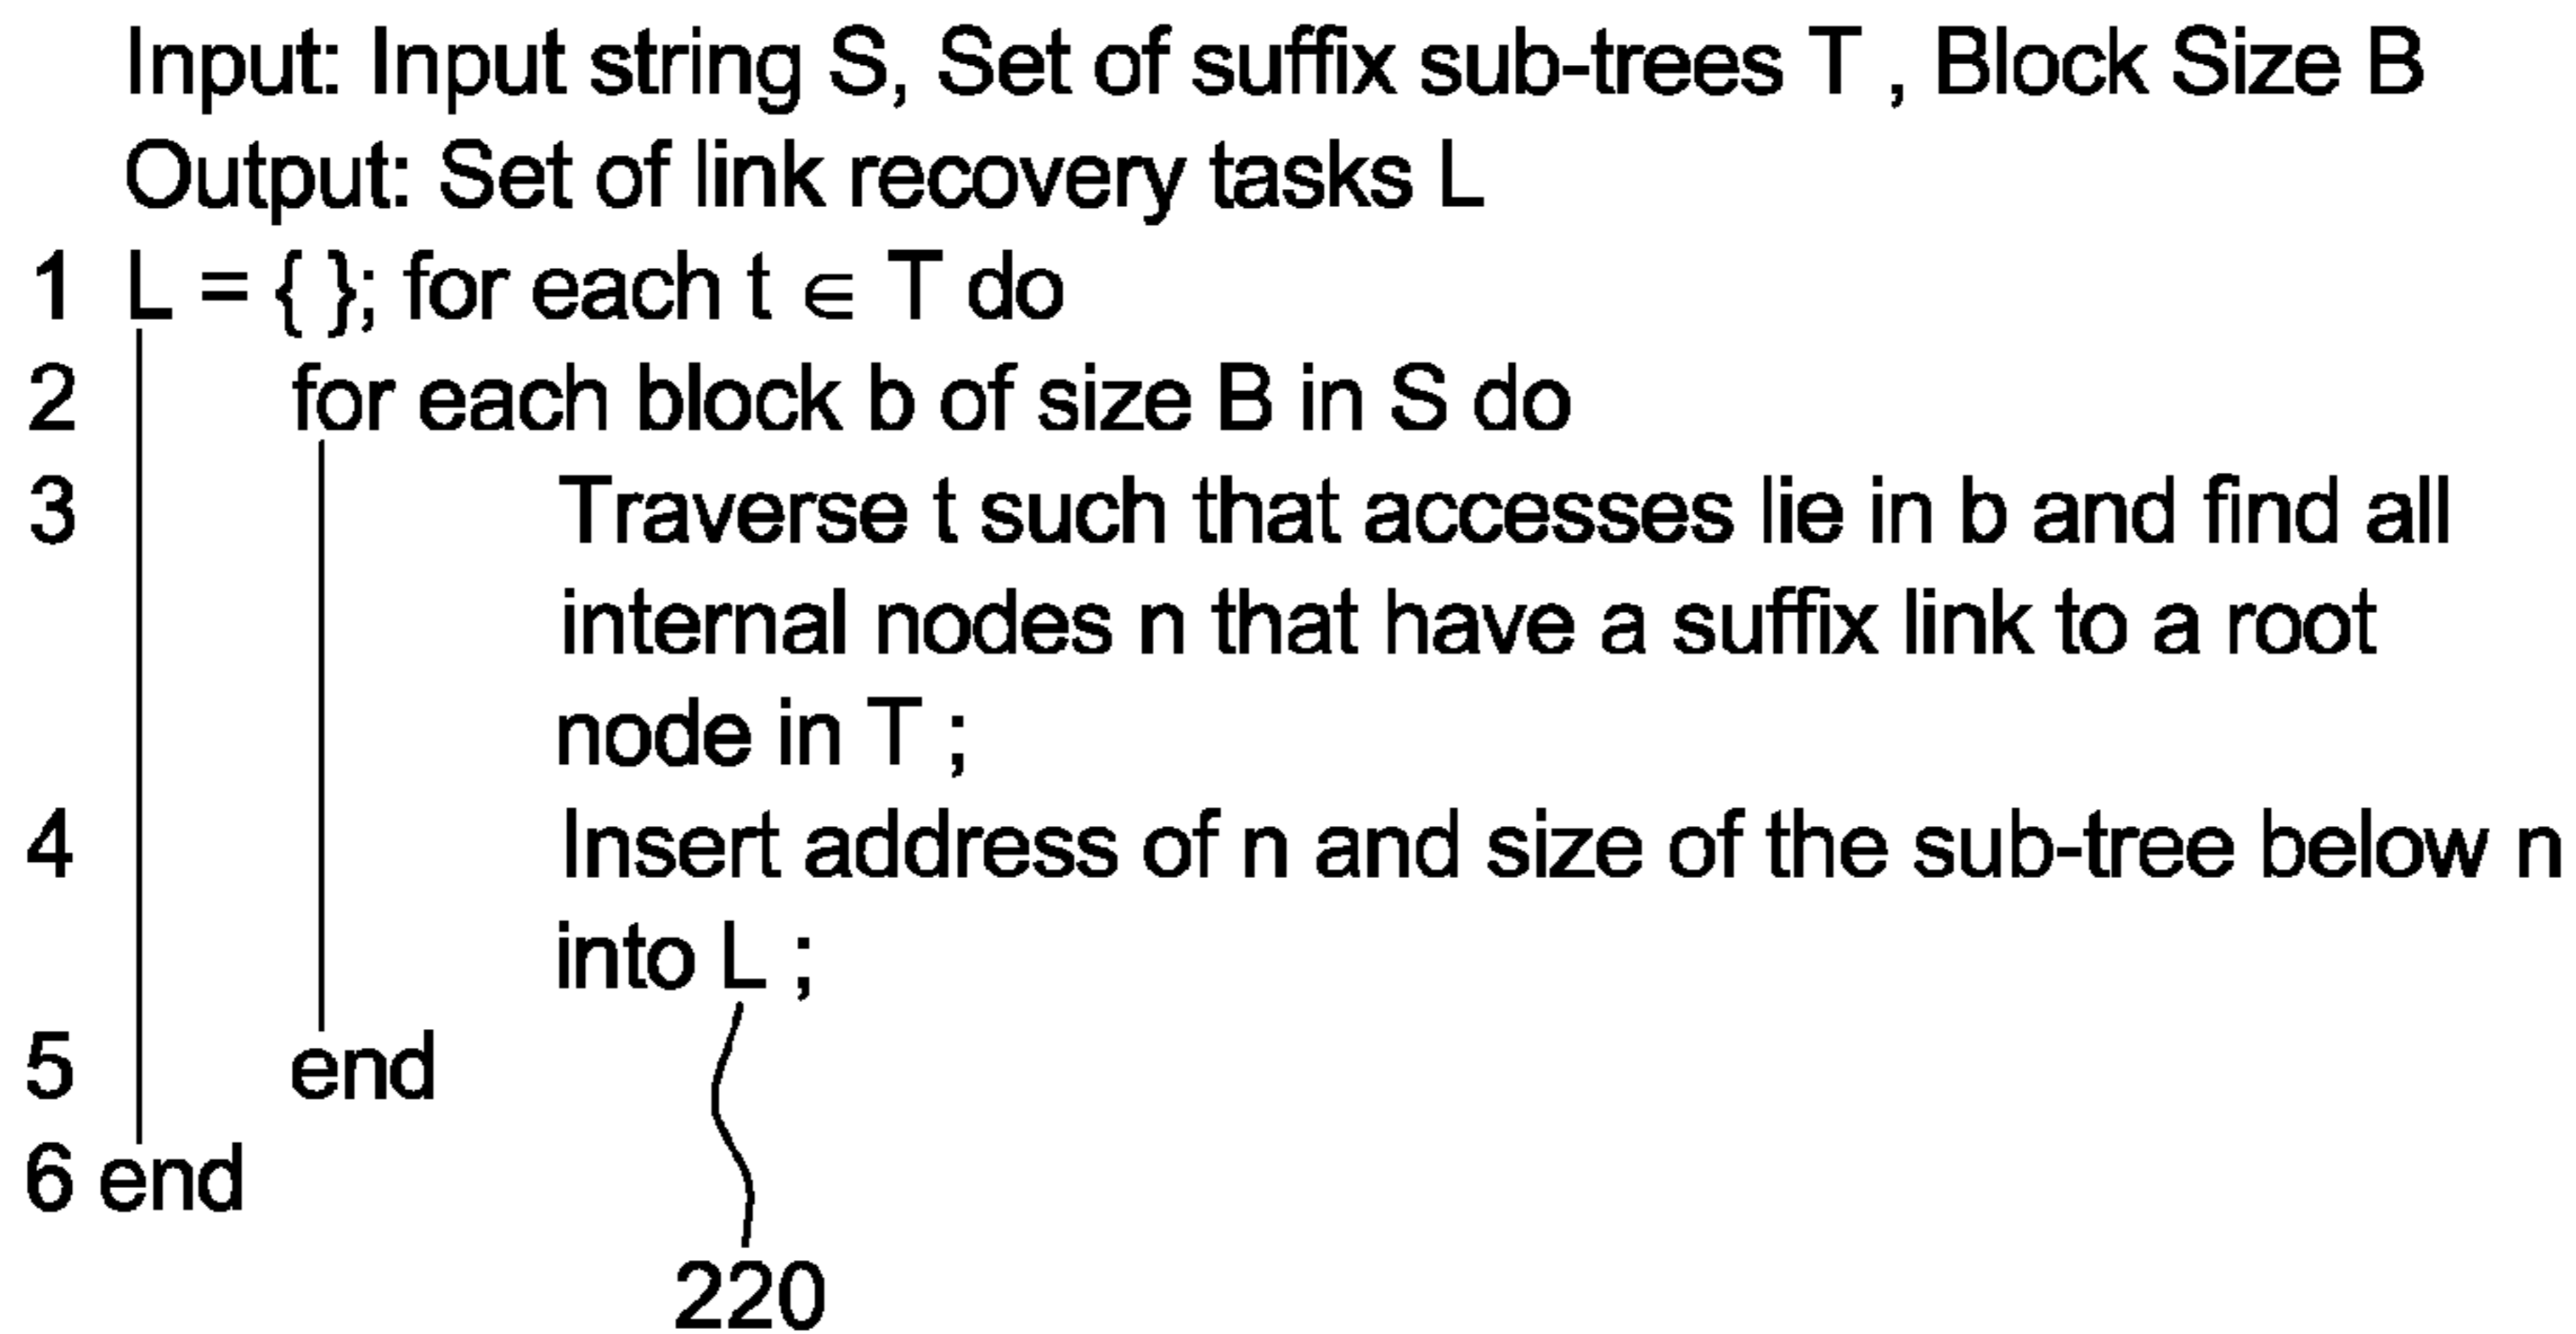 Input: Input string S, Set of suffix sub-trees T , Block Size B
Output: Set of link recovery tasks L
1 L = { }; for each t ∈ T do
2 for each block b of size B in S do
3 Traverse t such that accesses lie in b and find all
internal nodes n that have a suffix link to a root
node in T ;
4 Insert address of n and size of the sub-tree below n
into L ;
5 end
6 end
220